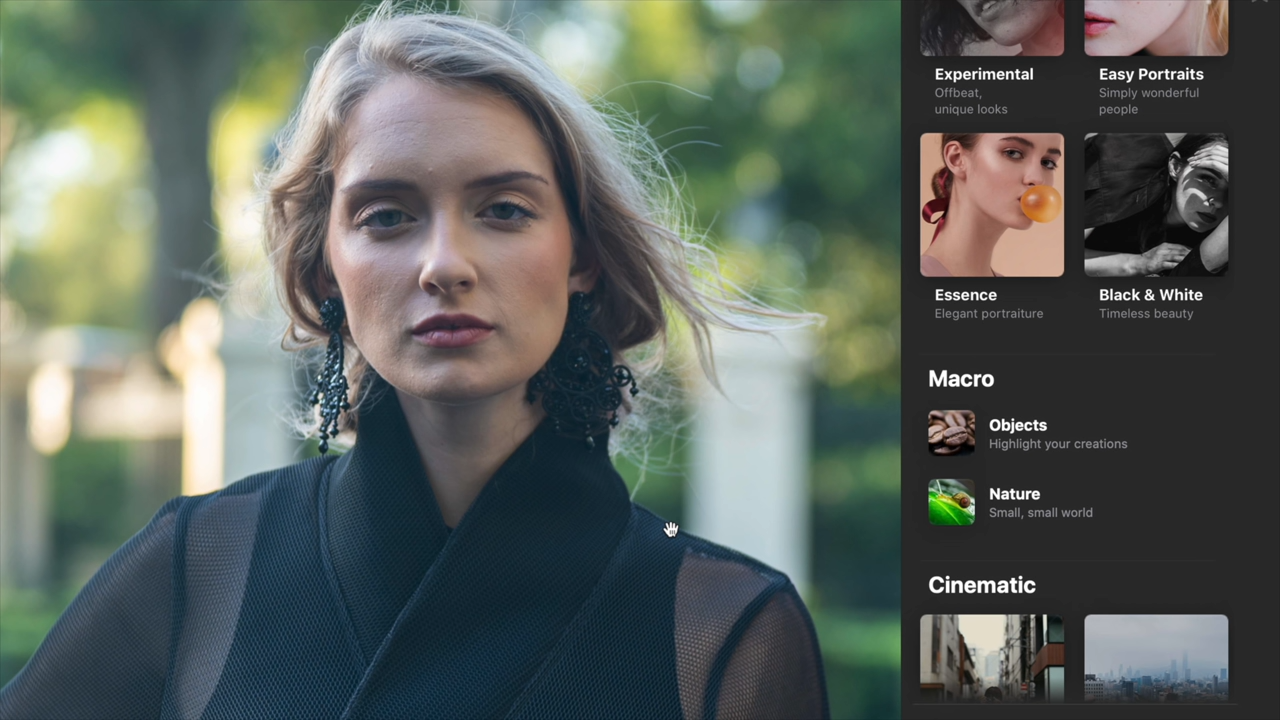 Experimental
Offbeat,
unique looks
Easy Portraits
Simply wonderful
people
Essence
Elegant portraiture
Black & White
Timeless beauty
Macro
Objects
Highlight your creations
Nature
Small, small world
Cinematic